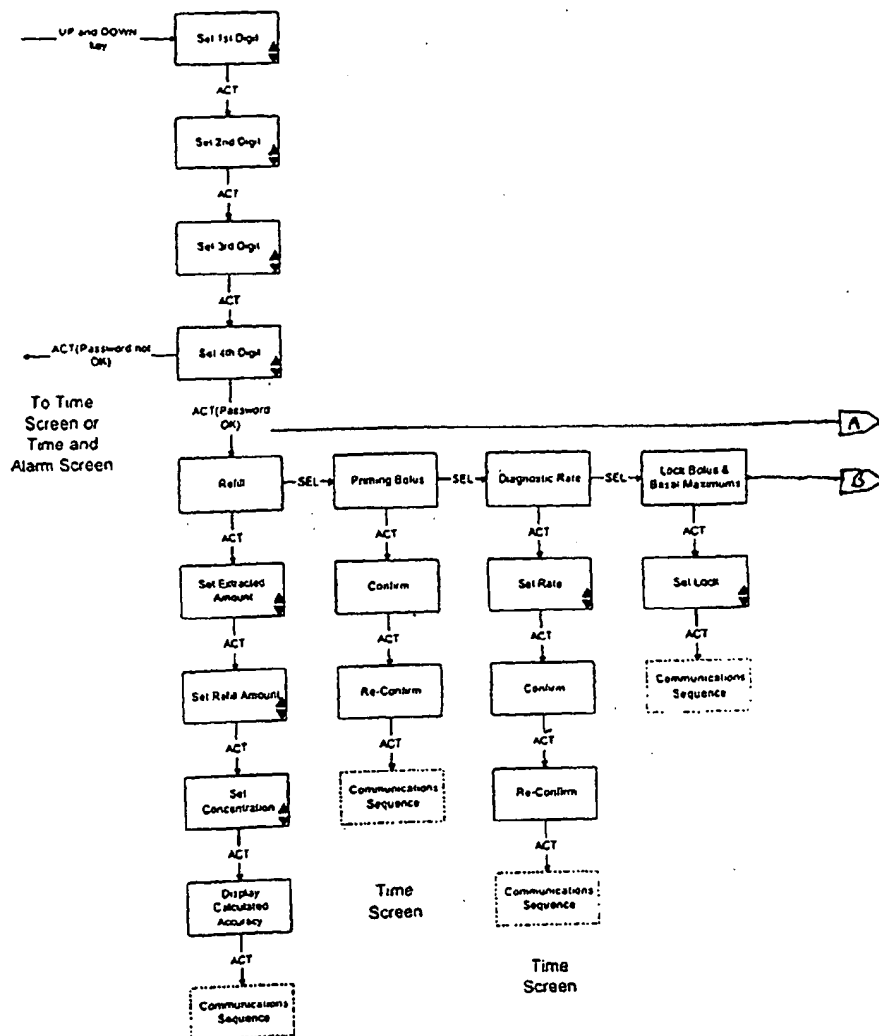 UP and DOWN
key
Set 1st Digit
ACT
Set 2nd Digit
ACT
Set 3rd Digit
ACT
ACT(Password not
OK)
Set 4th Digit
To Time
Screen or
Time and
Alarm Screen
ACT(Password
OK)
A
Refill
SEL
Priming Bolus
SEL
Diagnostic Rate
SEL
Lock Bolus &
Basal Maximums
B
ACT
ACT
ACT
ACT
Set Extracted
Amount
Confirm
Set Rate
Set Lock
ACT
ACT
ACT
ACT
Set Refill Amount
Re-Confirm
Confirm
Communications
Sequence
ACT
ACT
ACT
Set
Concentration
Communications
Sequence
Re-Confirm
ACT
ACT
Display
Calculated
Accuracy
Time
Screen
Communications
Sequence
ACT
Time
Screen
Communications
Sequence